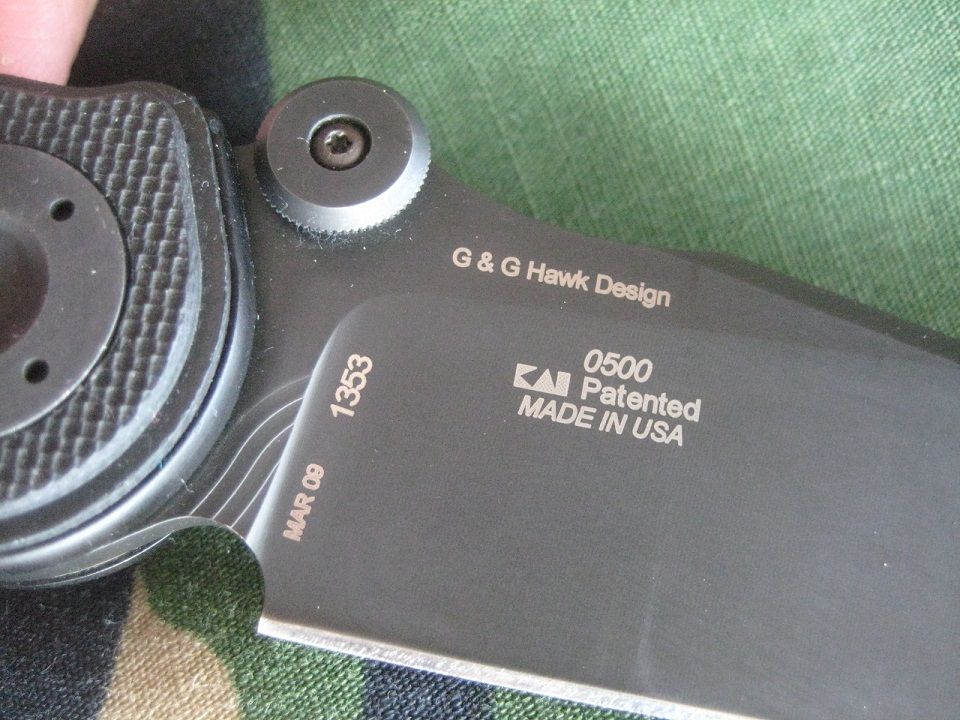 G & G Hawk Design
0500
KAI Patented
MADE IN USA
1353
MAR 09